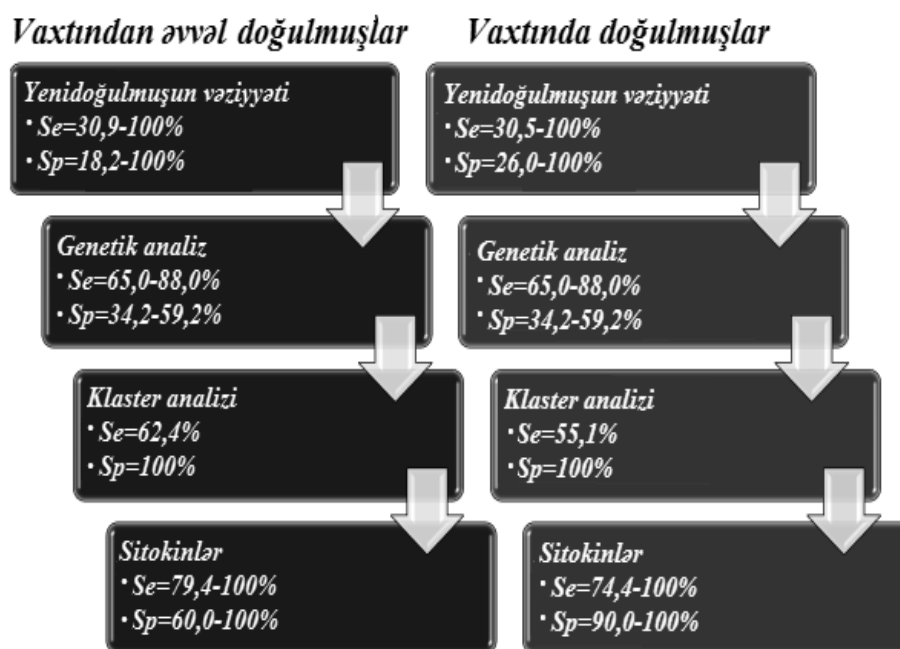 Vaxtından əvvəl doğulmuşlar
Yenidoğulmuşun vəziyyəti
· Se=30,9-100%
· Sp=18,2-100%
Genetik analiz
· Se=65,0-88,0%
· Sp=34,2-59,2%
Klaster analizi
· Se=62,4%
· Sp=100%
Sitokinlər
· Se=79,4-100%
· Sp=60,0-100%
Vaxtında doğulmuşlar
Yenidoğulmuşun vəziyyəti
· Se=30,5-100%
· Sp=26,0-100%
Genetik analiz
· Se=65,0-88,0%
· Sp=34,2-59,2%
Klaster analizi
· Se=55,1%
· Sp=100%
Sitokinlər
· Se=74,4-100%
· Sp=90,0-100%